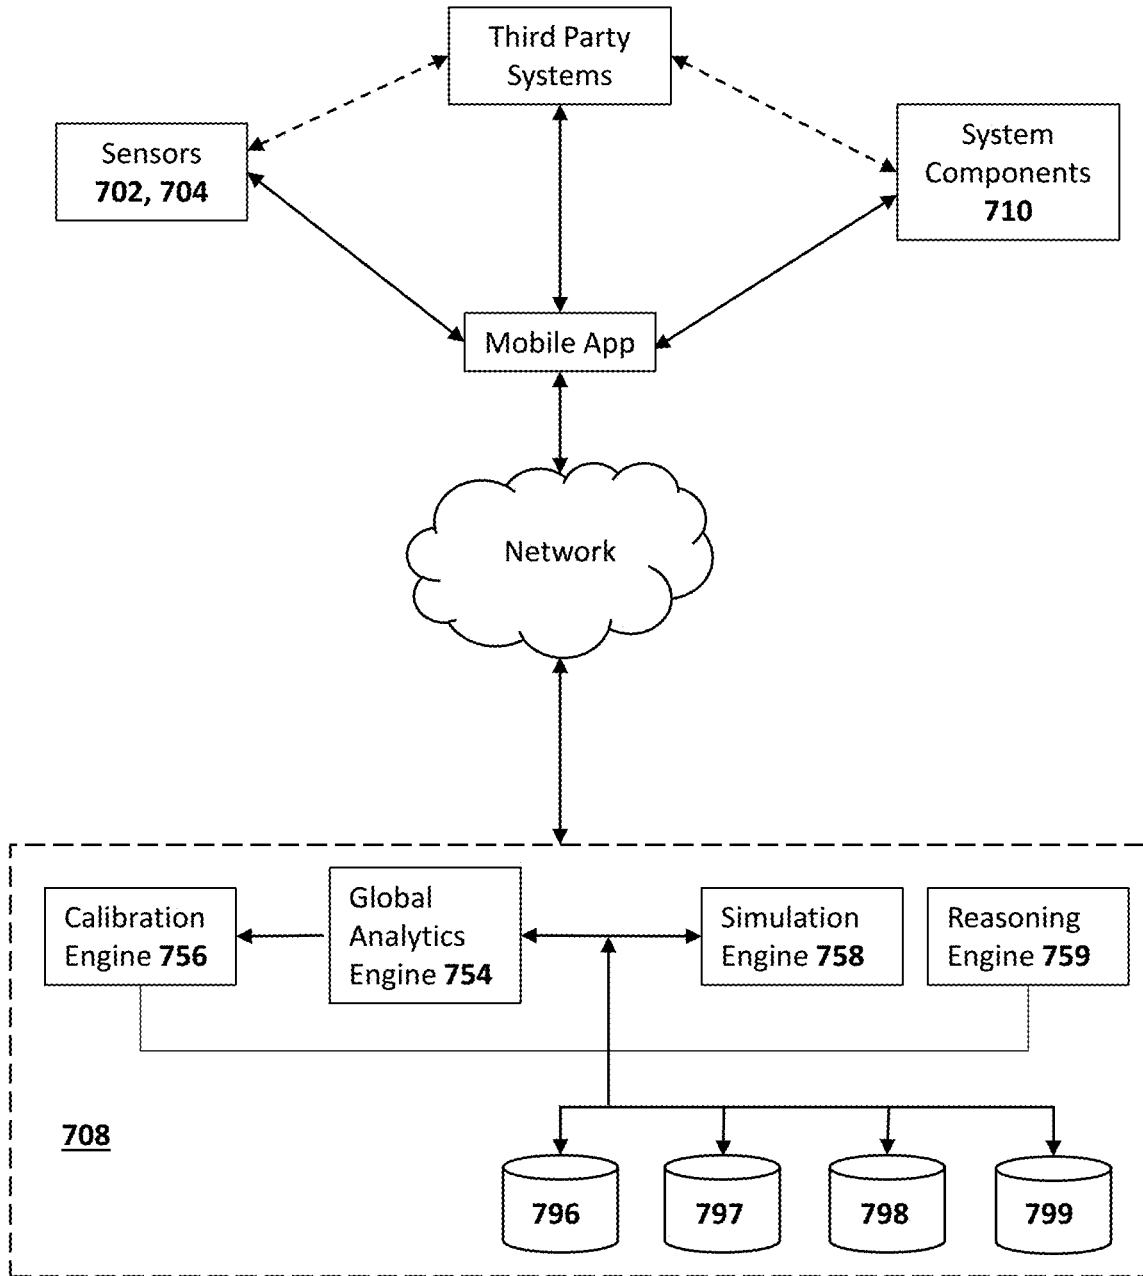 Third Party
Systems
Sensors
702, 704
System
Components
710
Mobile App
Network
Calibration
Engine 756
Global
Analytics
Engine 754
Simulation
Engine 758
Reasoning
Engine 759
708
796
797
798
799